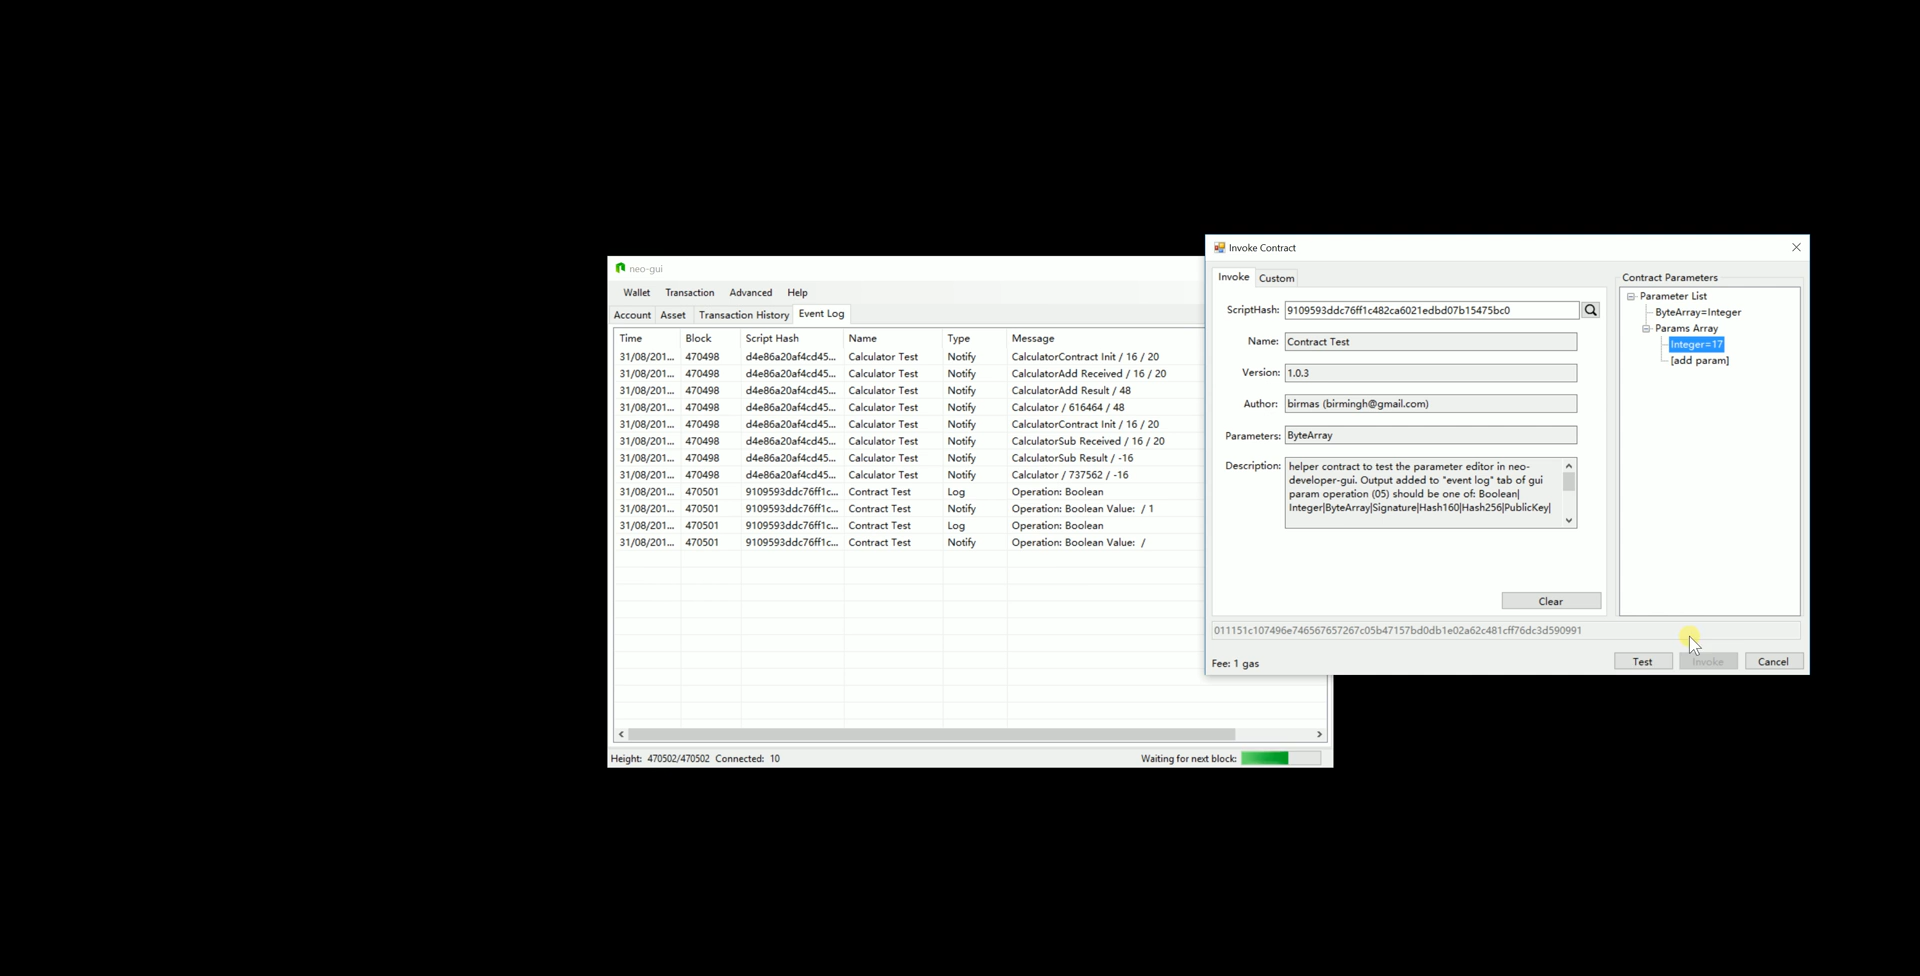 neo-gui
Wallet Transaction Advanced Help
Account Asset Transaction History Event Log
Time Block Script Hash Name Type Message
31/08/201... 470498 d4e86a20af4cd45... Calculator Test Notify CalculatorContract Init / 16 / 20
31/08/201... 470498 d4e86a20af4cd45... Calculator Test Notify CalculatorAdd Received / 16 / 20
31/08/201... 470498 d4e86a20af4cd45... Calculator Test Notify CalculatorAdd Result / 48
31/08/201... 470498 d4e86a20af4cd45... Calculator Test Notify Calculator / 616464 / 48
31/08/201... 470498 d4e86a20af4cd45... Calculator Test Notify CalculatorContract Init / 16 / 20
31/08/201... 470498 d4e86a20af4cd45... Calculator Test Notify CalculatorSub Received / 16 / 20
31/08/201... 470498 d4e86a20af4cd45... Calculator Test Notify CalculatorSub Result / -16
31/08/201... 470498 d4e86a20af4cd45... Calculator Test Notify Calculator / 737562 / -16
31/08/201... 470501 9109593ddc76ff1c... Contract Test Log Operation: Boolean
31/08/201... 470501 9109593ddc76ff1c... Contract Test Notify Operation: Boolean Value: / 1
31/08/201... 470501 9109593ddc76ff1c... Contract Test Log Operation: Boolean
31/08/201... 470501 9109593ddc76ff1c... Contract Test Notify Operation: Boolean Value: /
Height: 470502/470502 Connected: 10 Waiting for next block:
Invoke Contract
Invoke Custom
ScriptHash: 9109593ddc76ff1c482ca6021edbd07b15475bc0
Name: Contract Test
Version: 1.0.3
Author: birmas (birmingh@gmail.com)
Parameters: ByteArray
Description: helper contract to test the parameter editor in neo-
developer-gui. Output added to "event log" tab of gui
param operation (05) should be one of: Boolean|
Integer|ByteArray|Signature|Hash160|Hash256|PublicKey|
Clear
Contract Parameters
Parameter List
ByteArray=Integer
Params Array
Integer=17
[add param]
011151c107496e746567657267c05b47157bd0db1e02a62c481cff76dc3d590991
Fee: 1 gas
Test Invoke Cancel